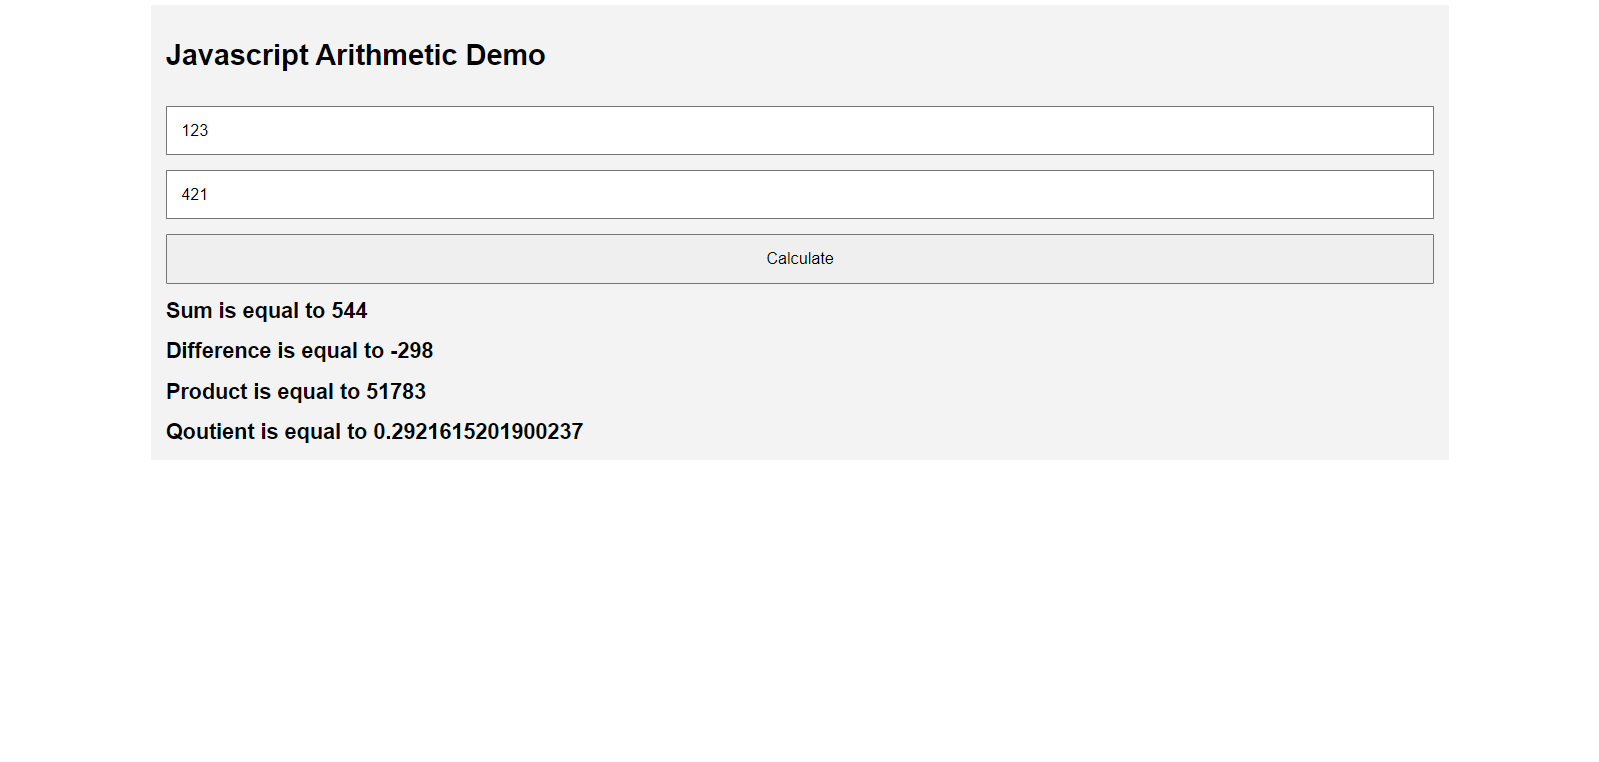 Javascript Arithmetic Demo
123
421
Calculate
Sum is equal to 544
Difference is equal to -298
Product is equal to 51783
Qoutient is equal to 0.2921615201900237